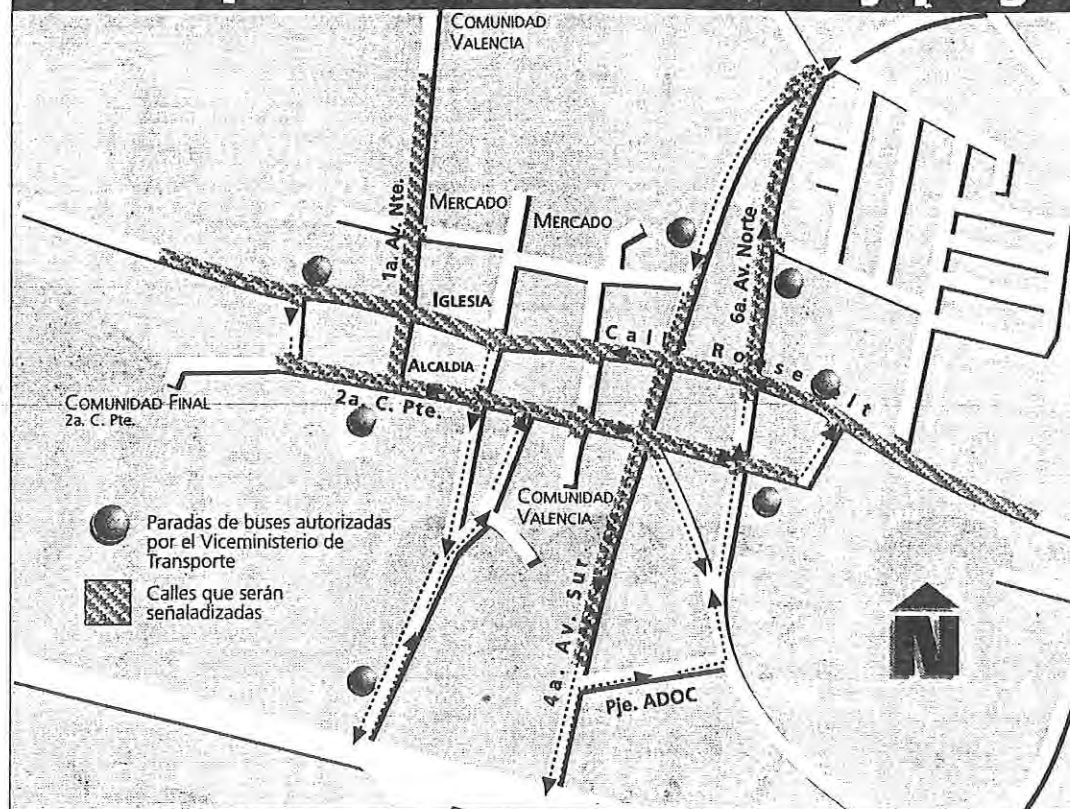 COMUNIDAD
VALENCIA
1a. Av. Nte.
MERCADO
MERCADO
6a. Av. Norte
IGLESIA
Calle Roosevelt
ALCALDIA
2a. C. Pte.
COMUNIDAD FINAL
2a. C. Pte.
COMUNIDAD
VALENCIA
Paradas de buses autorizadas
por el Viceministerio de
Transporte
Calles que serán
señaladizadas
4a. Av. Sur
Pje. ADOC
N